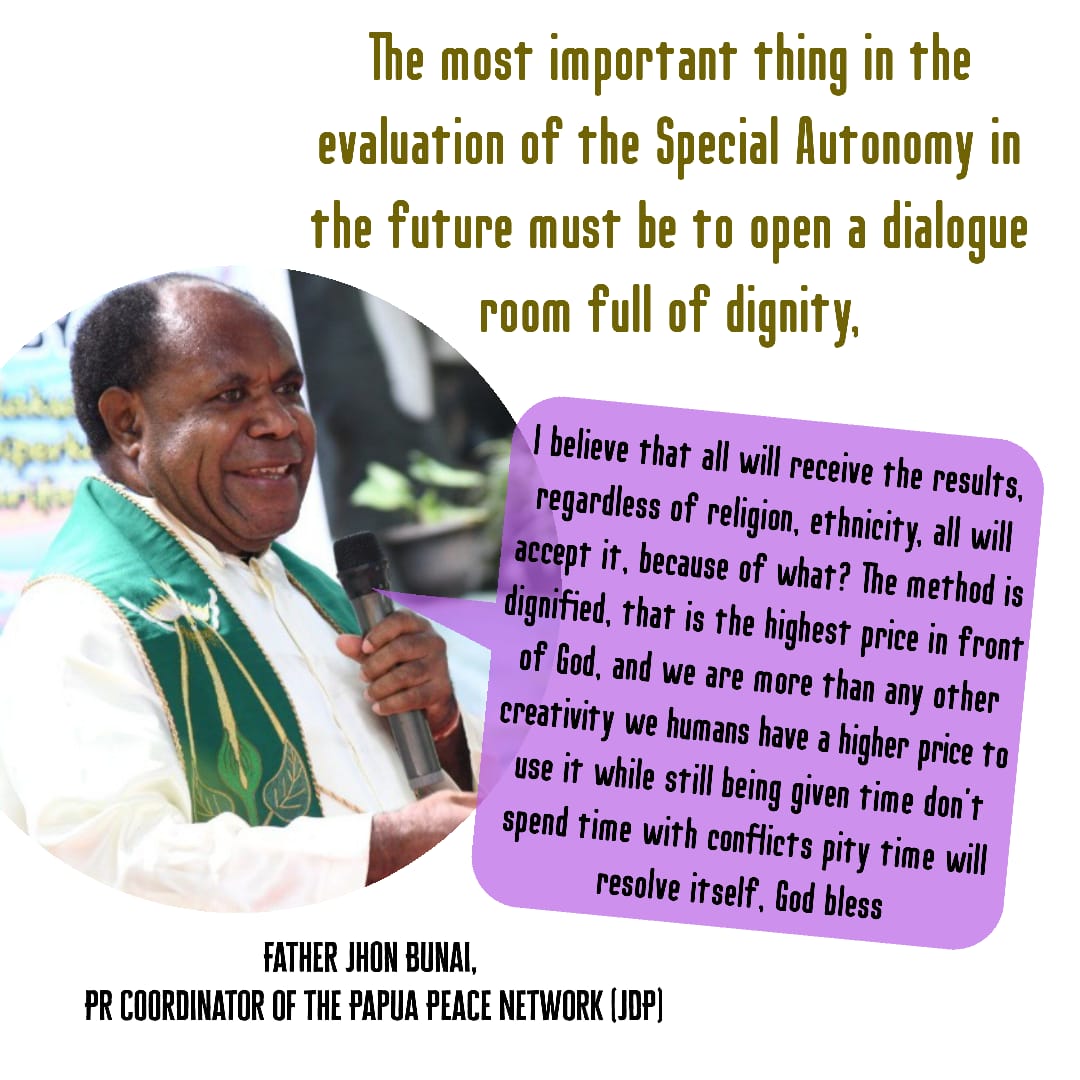 The most important thing in the
evaluation of the Special Autonomy in
the future must be to open a dialogue
room full of dignity,
I believe that all will receive the results,
regardless of religion, ethnicity, all will
accept it, because of what? The method is
dignified, that is the highest price in front
of God, and we are more than any other
creativity we humans have a higher price to
use it while still being given time don't
spend time with conflicts pity time will
resolve itself, God bless
FATHER JHON BUNAI,
PR COORDINATOR OF THE PAPUA PEACE NETWORK (JDP)